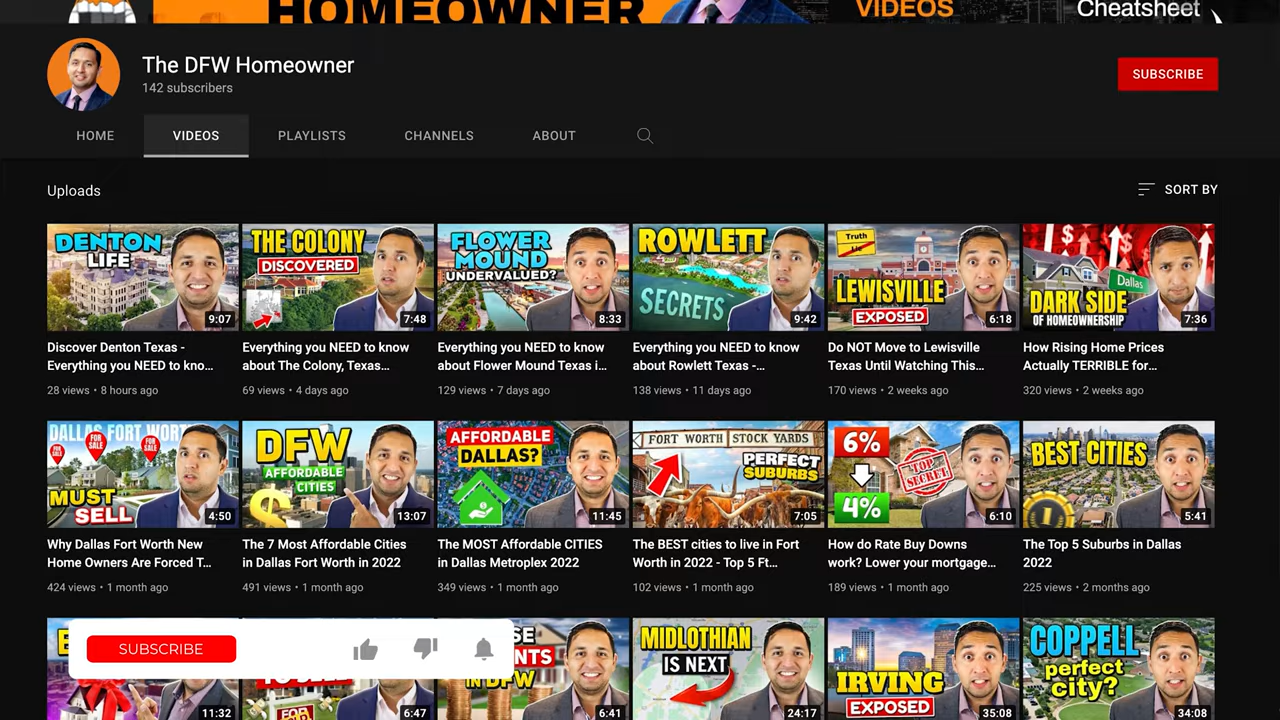 HOMEOWNER
VIDEOS
Cheatsheet
The DFW Homeowner
142 subscribers
SUBSCRIBE
HOME
VIDEOS
PLAYLISTS
CHANNELS
ABOUT
Uploads
SORT BY
DENTON
LIFE
9:07
THE COLONY
DISCOVERED
7:48
FLOWER
MOUND
UNDERVALUED?
8:33
ROWLETT
SECRETS
9:42
Truth
LEWISVILLE
EXPOSED
6:18
$ $
Dallas
DARK SIDE
OF HOMEOWNERSHIP
7:36
Discover Denton Texas -
Everything you NEED to kno...
28 views • 8 hours ago
Everything you NEED to know
about The Colony, Texas...
69 views • 4 days ago
Everything you NEED to know
about Flower Mound Texas i...
129 views • 7 days ago
Everything you NEED to know
about Rowlett Texas -...
138 views • 11 days ago
Do NOT Move to Lewisville
Texas Until Watching This...
170 views • 2 weeks ago
How Rising Home Prices
Actually TERRIBLE for...
320 views • 2 weeks ago
DALLAS FORT WORT
FOR SALE
FOR SALE
FOR SALE
MUST
SELL
4:50
DFW
AFFORDABLE
CITIES
$
13:07
AFFORDABLE
DALLAS?
11:45
FORT WORTH STOCK YARDS
PERFECT
SUBURBS
7:05
6%
4%
TOP SECRET
6:10
BEST CITIES
1
5:41
Why Dallas Fort Worth New
Home Owners Are Forced T...
424 views • 1 month ago
The 7 Most Affordable Cities
in Dallas Fort Worth in 2022
491 views • 1 month ago
The MOST Affordable CITIES
in Dallas Metroplex 2022
349 views • 1 month ago
The BEST cities to live in Fort
Worth in 2022 - Top 5 Ft...
102 views • 1 month ago
How do Rate Buy Downs
work? Lower your mortgage...
189 views • 1 month ago
The Top 5 Suburbs in Dallas
2022
225 views • 2 months ago
SUBSCRIBE
11:32
FOR
6:47
SE
NTS
IN DFW
6:41
MIDLOTHIAN
IS NEXT
24:17
IRVING
EXPOSED
35:08
COPPELL
perfect
city?
34:08